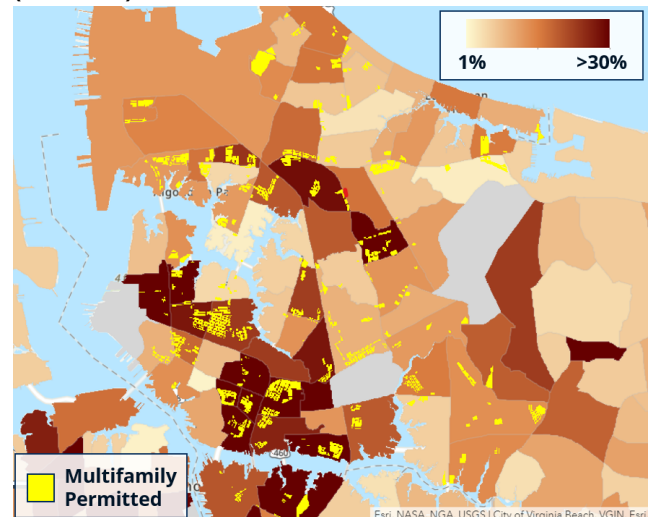 1%
>30%
460
Multifamily
Permitted
Esri, NASA, NGA, USGS | City of Virginia Beach, VGIN, Esri